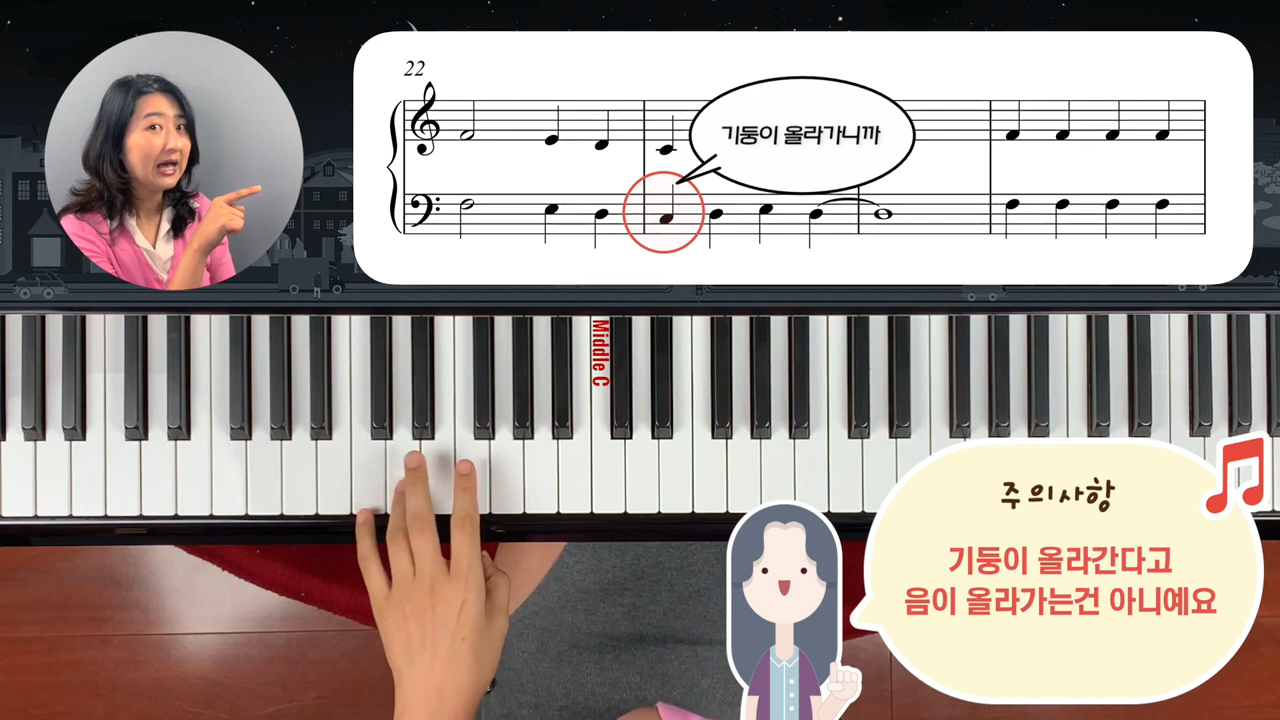 22
기둥이 올라가니까
Middle C
주의사항
기둥이 올라간다고
음이 올라가는건 아니예요